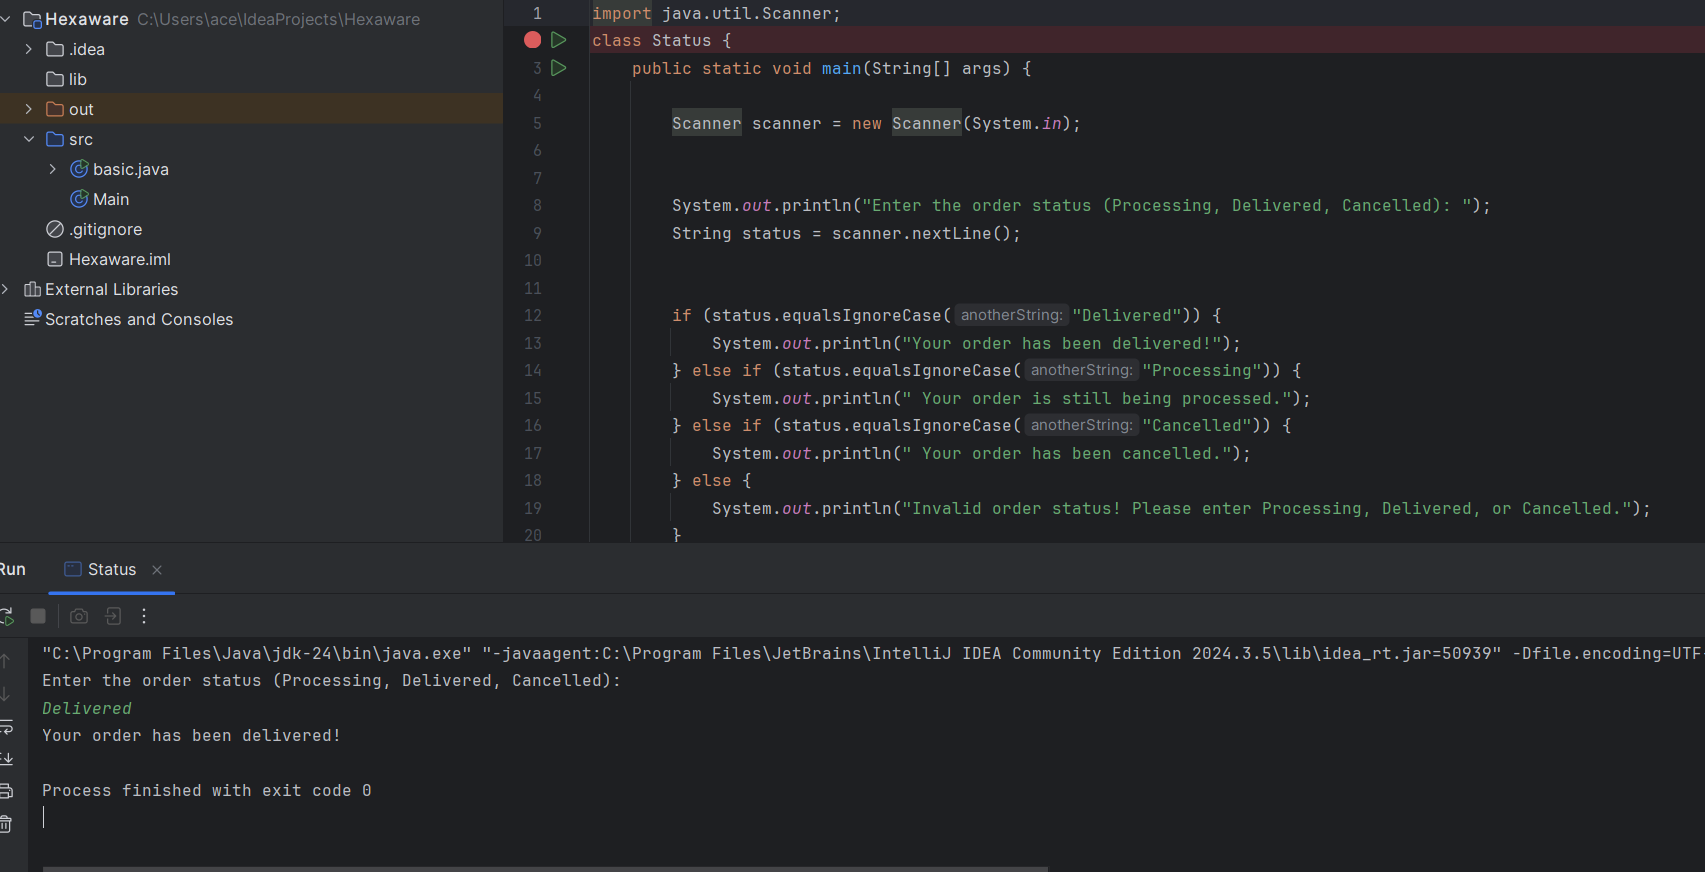 Hexaware C:\Users\ace\IdeaProjects\Hexaware
.idea
lib
out
src
basic.java
Main
.gitignore
Hexaware.iml
External Libraries
Scratches and Consoles
1 import java.util.Scanner;
class Status {
3 public static void main(String[] args) {
4
5 Scanner scanner = new Scanner(System.in);
6
7
8 System.out.println("Enter the order status (Processing, Delivered, Cancelled): ");
9 String status = scanner.nextLine();
10
11
12 if (status.equalsIgnoreCase( anotherString: "Delivered")) {
13 System.out.println("Your order has been delivered!");
14 } else if (status.equalsIgnoreCase( anotherString: "Processing")) {
15 System.out.println(" Your order is still being processed.");
16 } else if (status.equalsIgnoreCase( anotherString: "Cancelled")) {
17 System.out.println(" Your order has been cancelled.");
18 } else {
19 System.out.println("Invalid order status! Please enter Processing, Delivered, or Cancelled.");
20 }
Run Status
"C:\Program Files\Java\jdk-24\bin\java.exe" "-javaagent:C:\Program Files\JetBrains\IntelliJ IDEA Community Edition 2024.3.5\lib\idea_rt.jar=50939" -Dfile.encoding=UTF-
Enter the order status (Processing, Delivered, Cancelled):
Delivered
Your order has been delivered!
Process finished with exit code 0